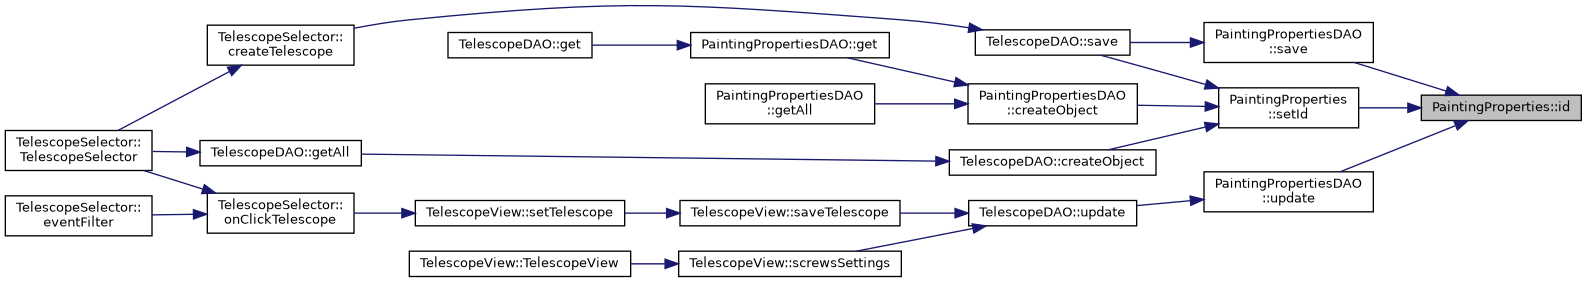 TelescopeSelector::
createTelescope
TelescopeDAO::get
PaintingPropertiesDAO::get
TelescopeDAO::save
PaintingPropertiesDAO
::save
PaintingPropertiesDAO
::getAll
PaintingPropertiesDAO
::createObject
PaintingProperties
::setId
PaintingProperties::id
TelescopeSelector::
TelescopeSelector
TelescopeDAO::getAll
TelescopeDAO::createObject
TelescopeSelector::
eventFilter
TelescopeSelector::
onClickTelescope
TelescopeView::setTelescope
TelescopeView::saveTelescope
TelescopeDAO::update
PaintingPropertiesDAO
::update
TelescopeView::TelescopeView
TelescopeView::screwsSettings